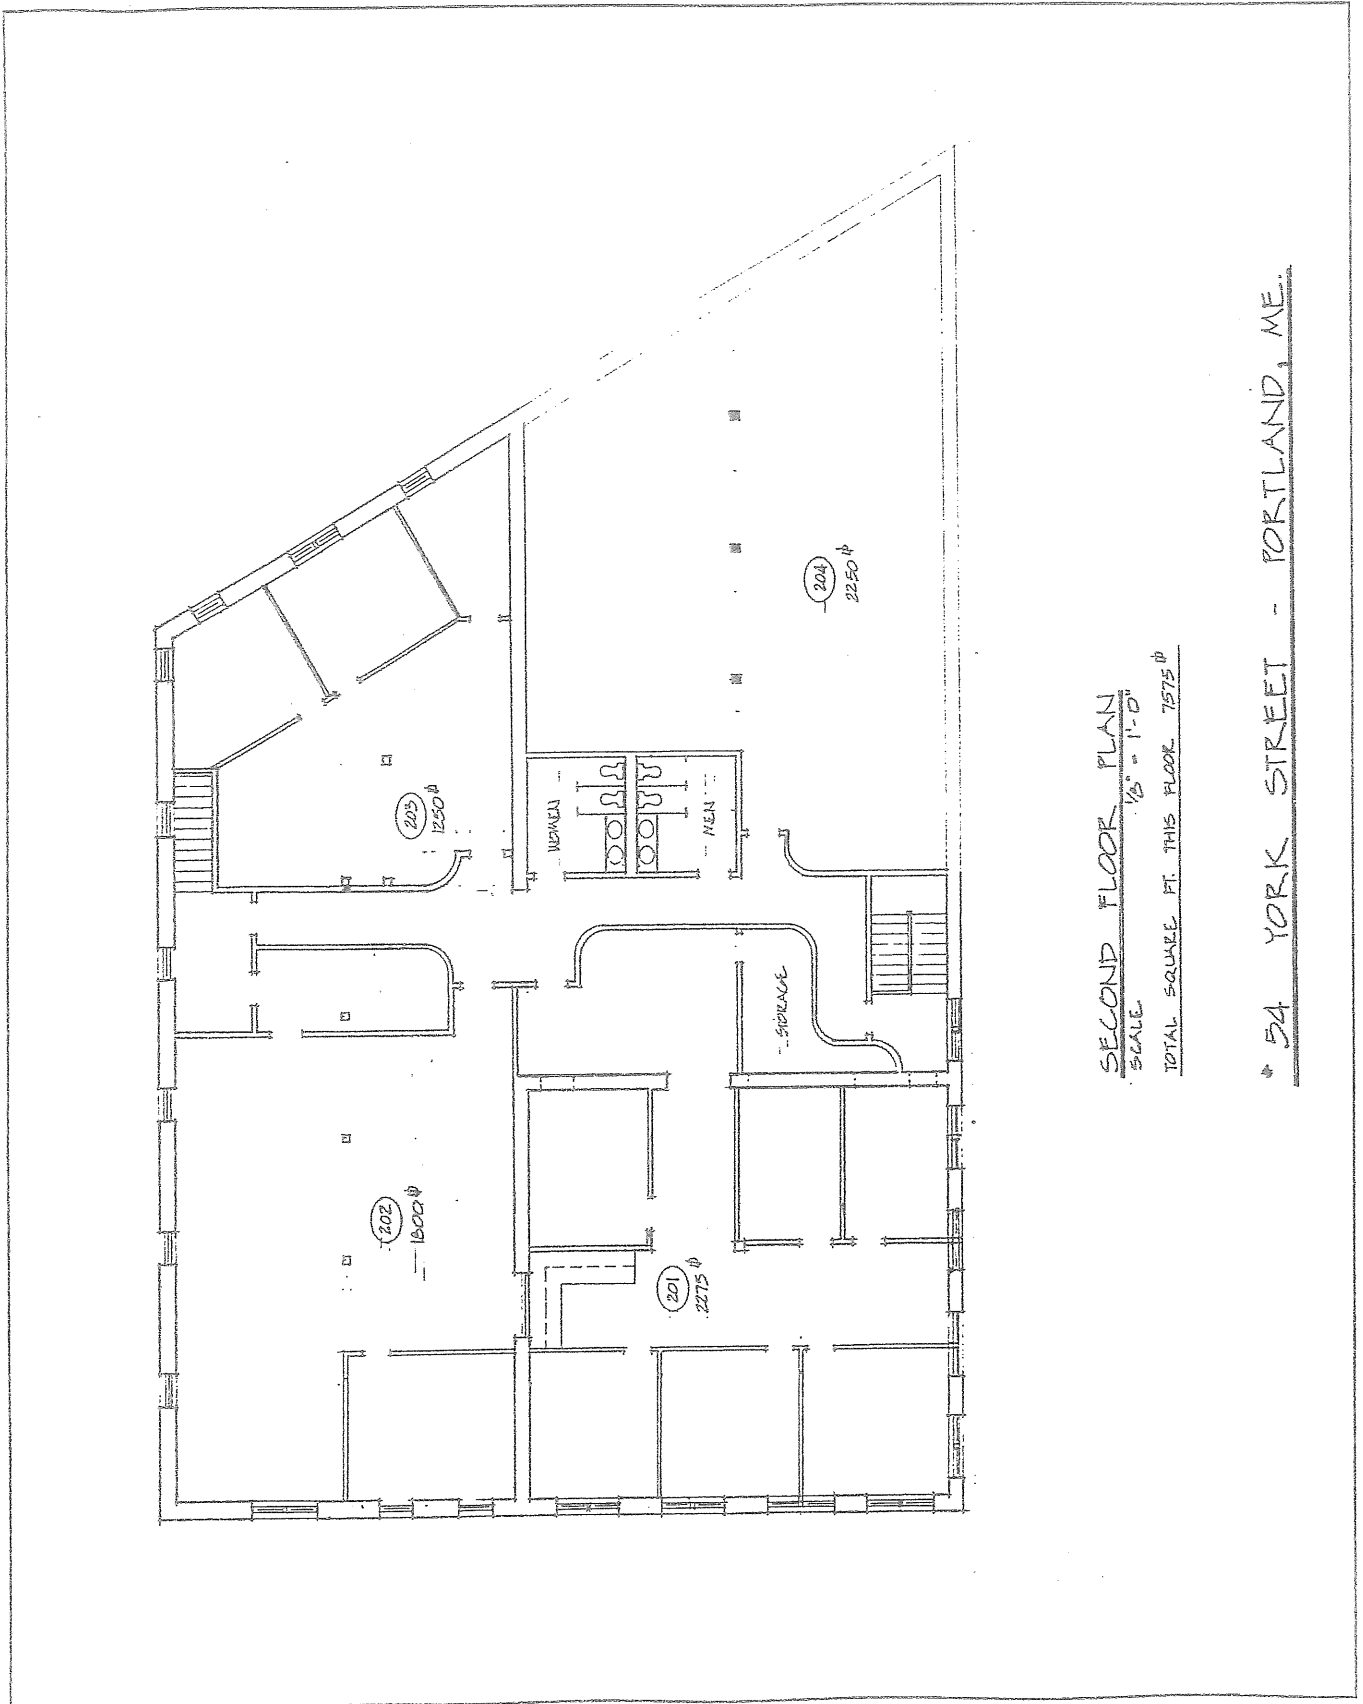 203
1250 ⌀
WOMEN
MEN
204
2250 ⌀
STORAGE
202
1800 ⌀
201
2275 ⌀
SECOND FLOOR PLAN
SCALE 1/8" = 1'-0"
TOTAL SQUARE FT. THIS FLOOR 7575 ⌀
* 54 YORK STREET - PORTLAND, ME.